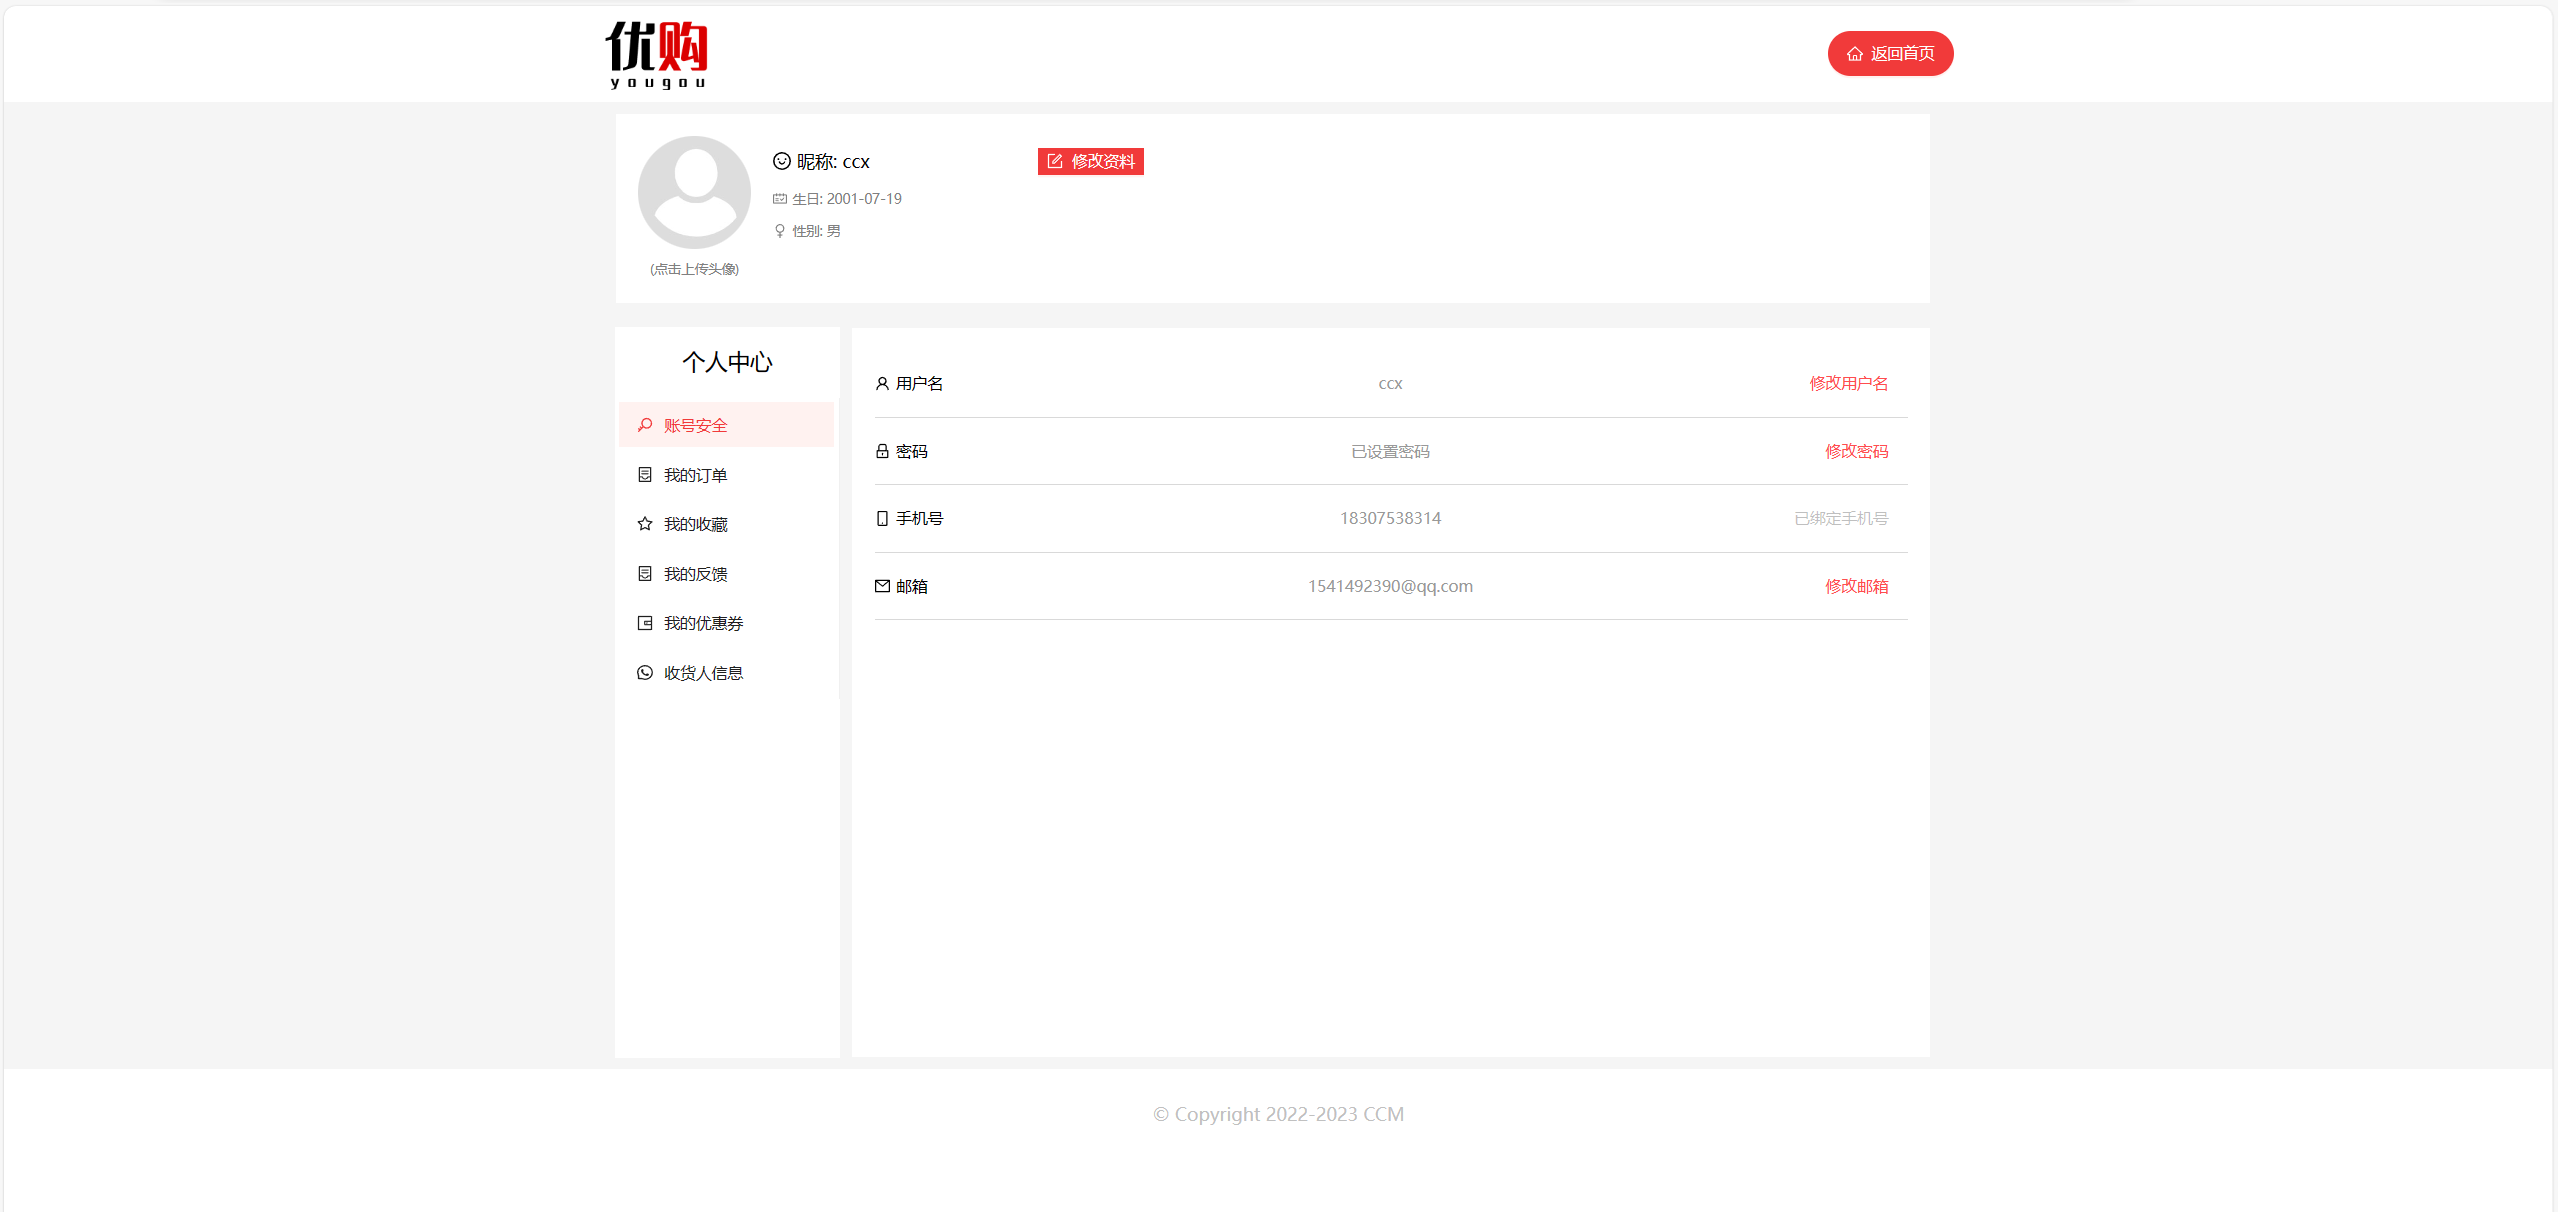 优购
yougou
返回首页
昵称: ccx
修改资料
生日: 2001-07-19
性别: 男
(点击上传头像)
个人中心
账号安全
我的订单
我的收藏
我的反馈
我的优惠券
收货人信息
用户名 ccx 修改用户名
密码 已设置密码 修改密码
手机号 18307538314 已绑定手机号
邮箱 1541492390@qq.com 修改邮箱
© Copyright 2022-2023 CCM